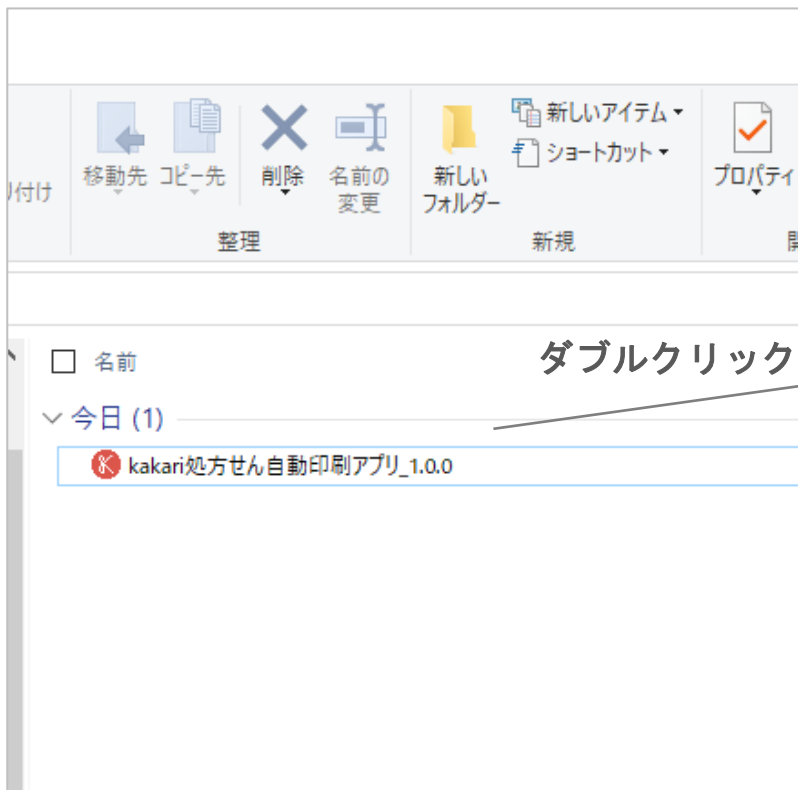 新しいアイテム
ショートカット
り付け
移動先
コピー先
削除
名前の
変更
新しい
フォルダー
プロパティ
整理
新規
名前
ダブルクリック
今日 (1)
kakari処方せん自動印刷アプリ_1.0.0